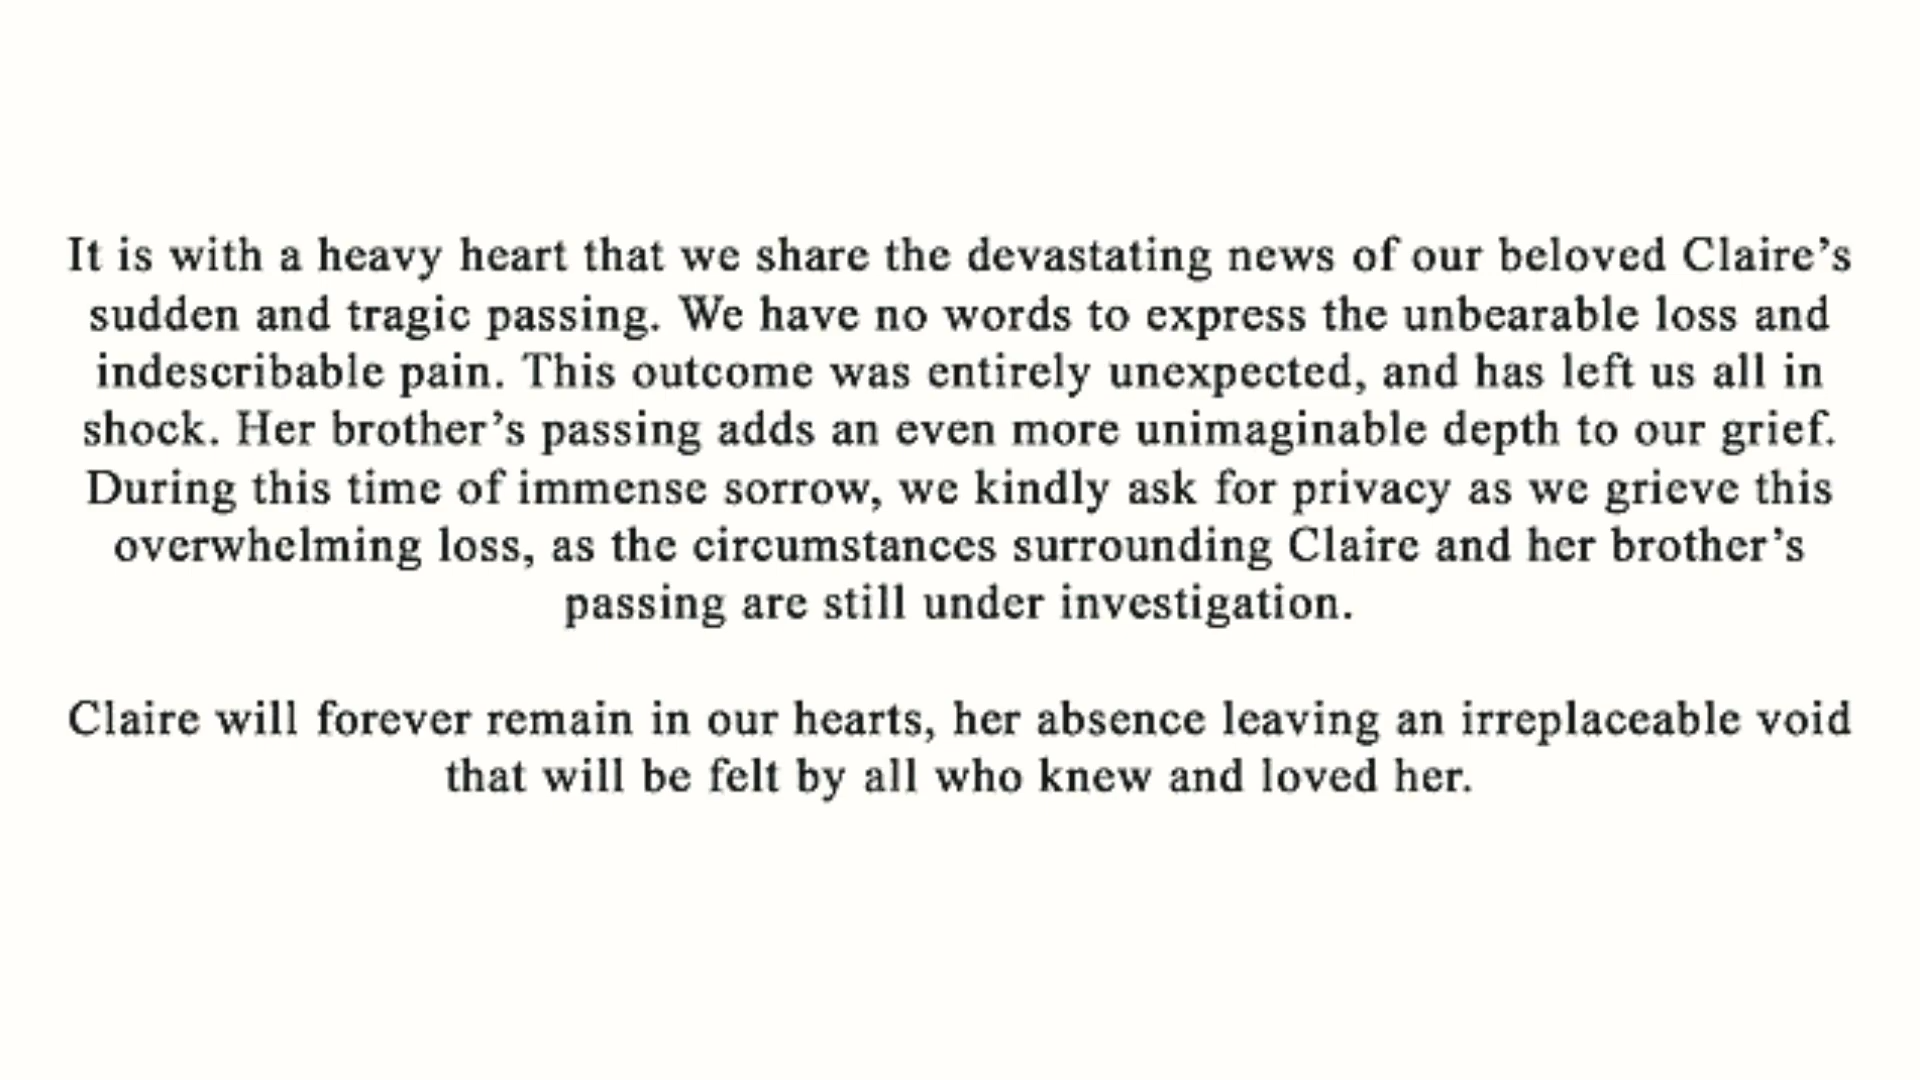 It is with a heavy heart that we share the devastating news of our beloved Claire’s
sudden and tragic passing. We have no words to express the unbearable loss and
indescribable pain. This outcome was entirely unexpected, and has left us all in
shock. Her brother’s passing adds an even more unimaginable depth to our grief.
During this time of immense sorrow, we kindly ask for privacy as we grieve this
overwhelming loss, as the circumstances surrounding Claire and her brother’s
passing are still under investigation.
Claire will forever remain in our hearts, her absence leaving an irreplaceable void
that will be felt by all who knew and loved her.